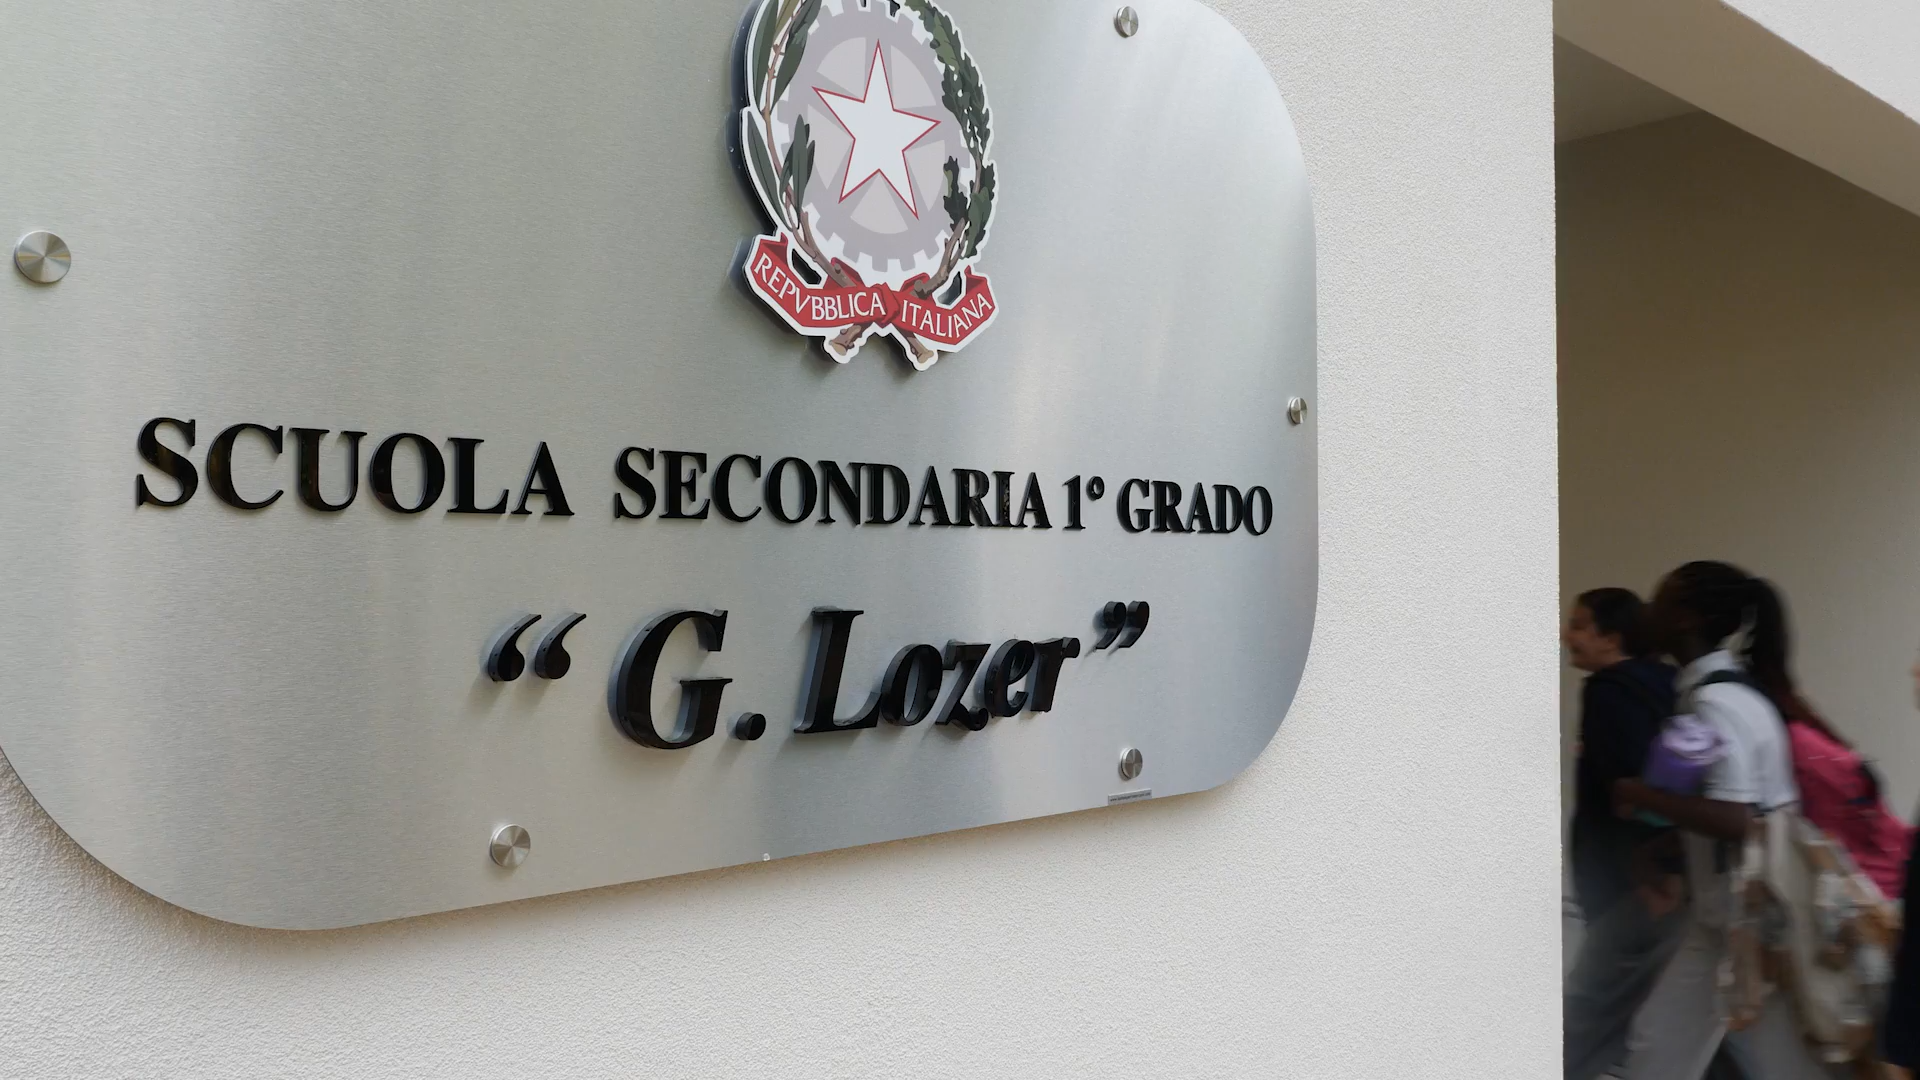 REPVBBLICA ITALIANA
SCUOLA SECONDARIA 1° GRADO
“G. Lozer”